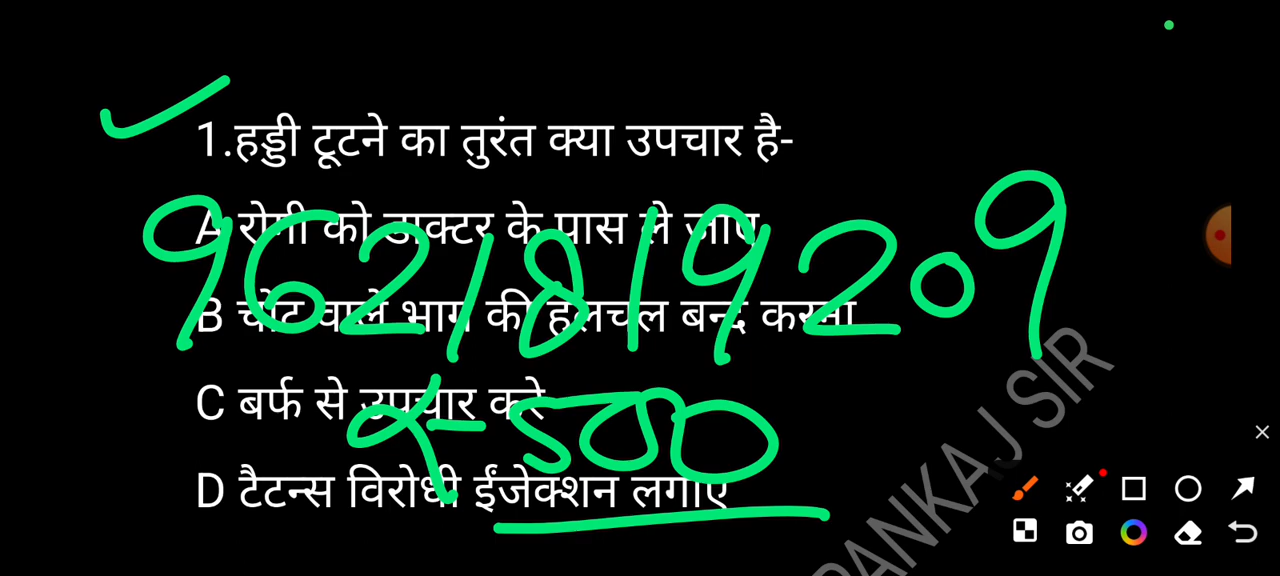 1.हड्डी टूटने का तुरंत क्या उपचार है-
A रोगी को डाक्टर के पास ले जाए
9621819209
B चोट वाले भाग की हलचल बन्द करना
C बर्फ से उपचार करे
500
D टैटन्स विरोधी ईंजेक्शन लगाए
PANKAJ SIR